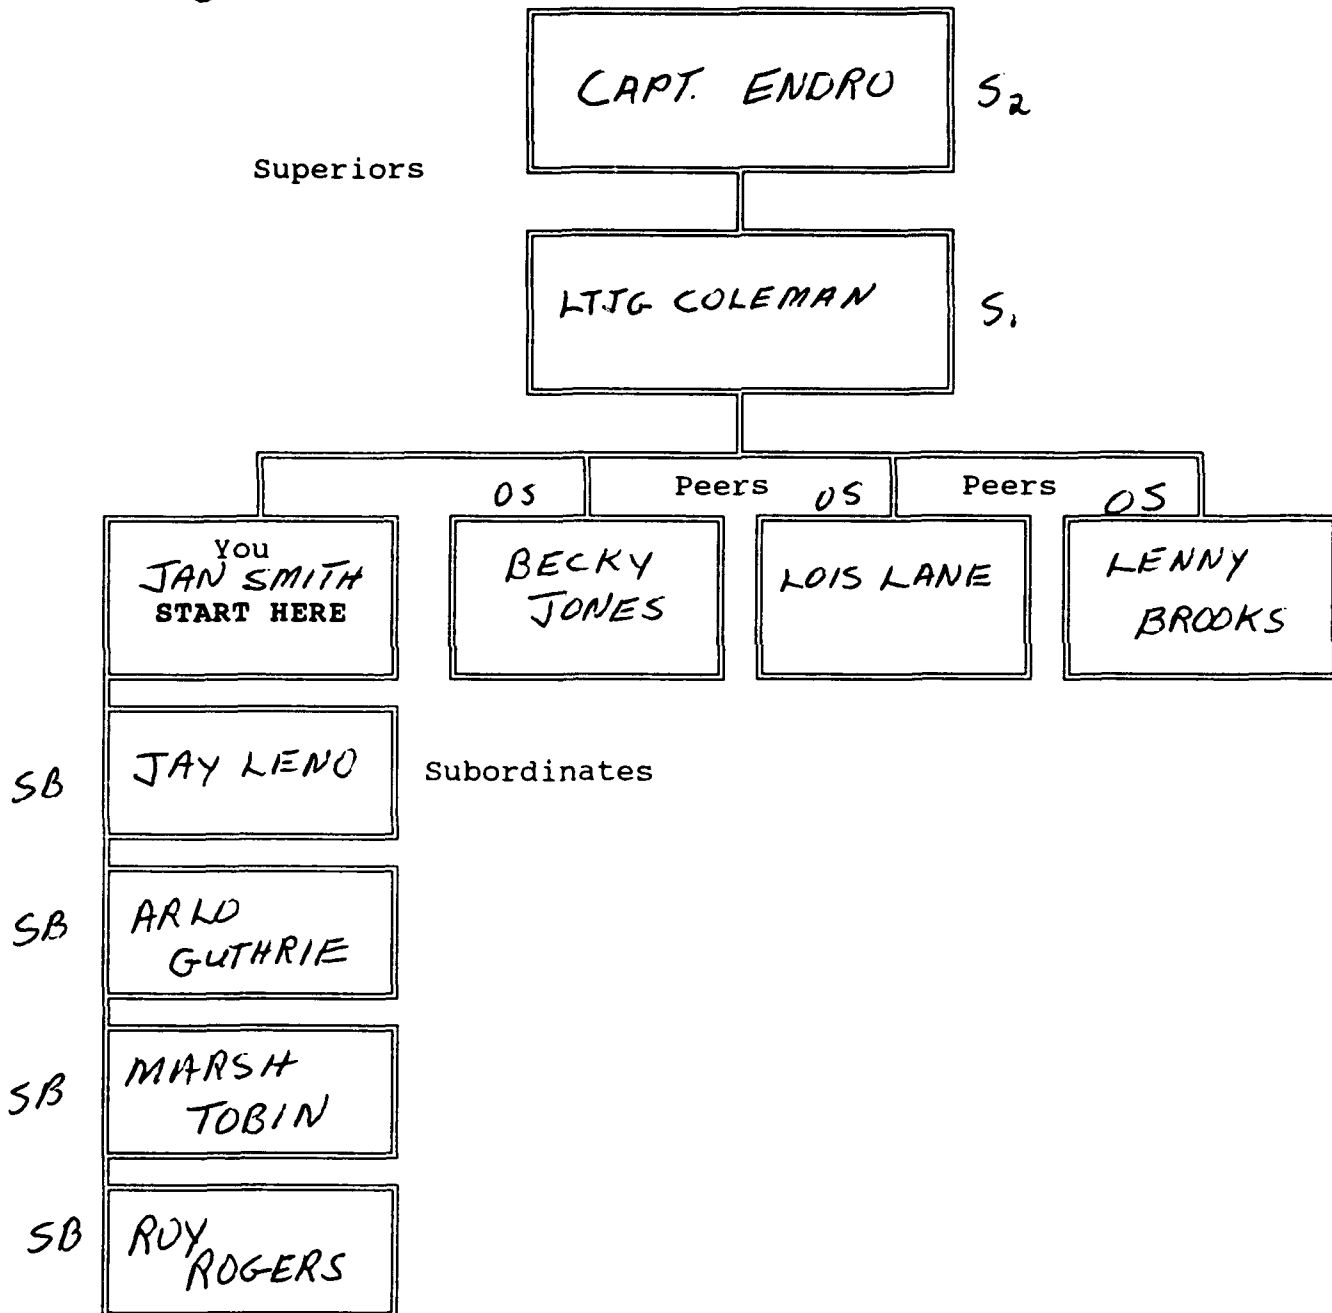 CAPT. ENDRO S2
Superiors
LTJG COLEMAN S1
OS Peers OS Peers OS
You
JAN SMITH
START HERE
BECKY
JONES
LOIS LANE
LENNY
BROOKS
SB JAY LENO Subordinates
SB ARLO
GUTHRIE
SB MARSH
TOBIN
SB ROY
ROGERS